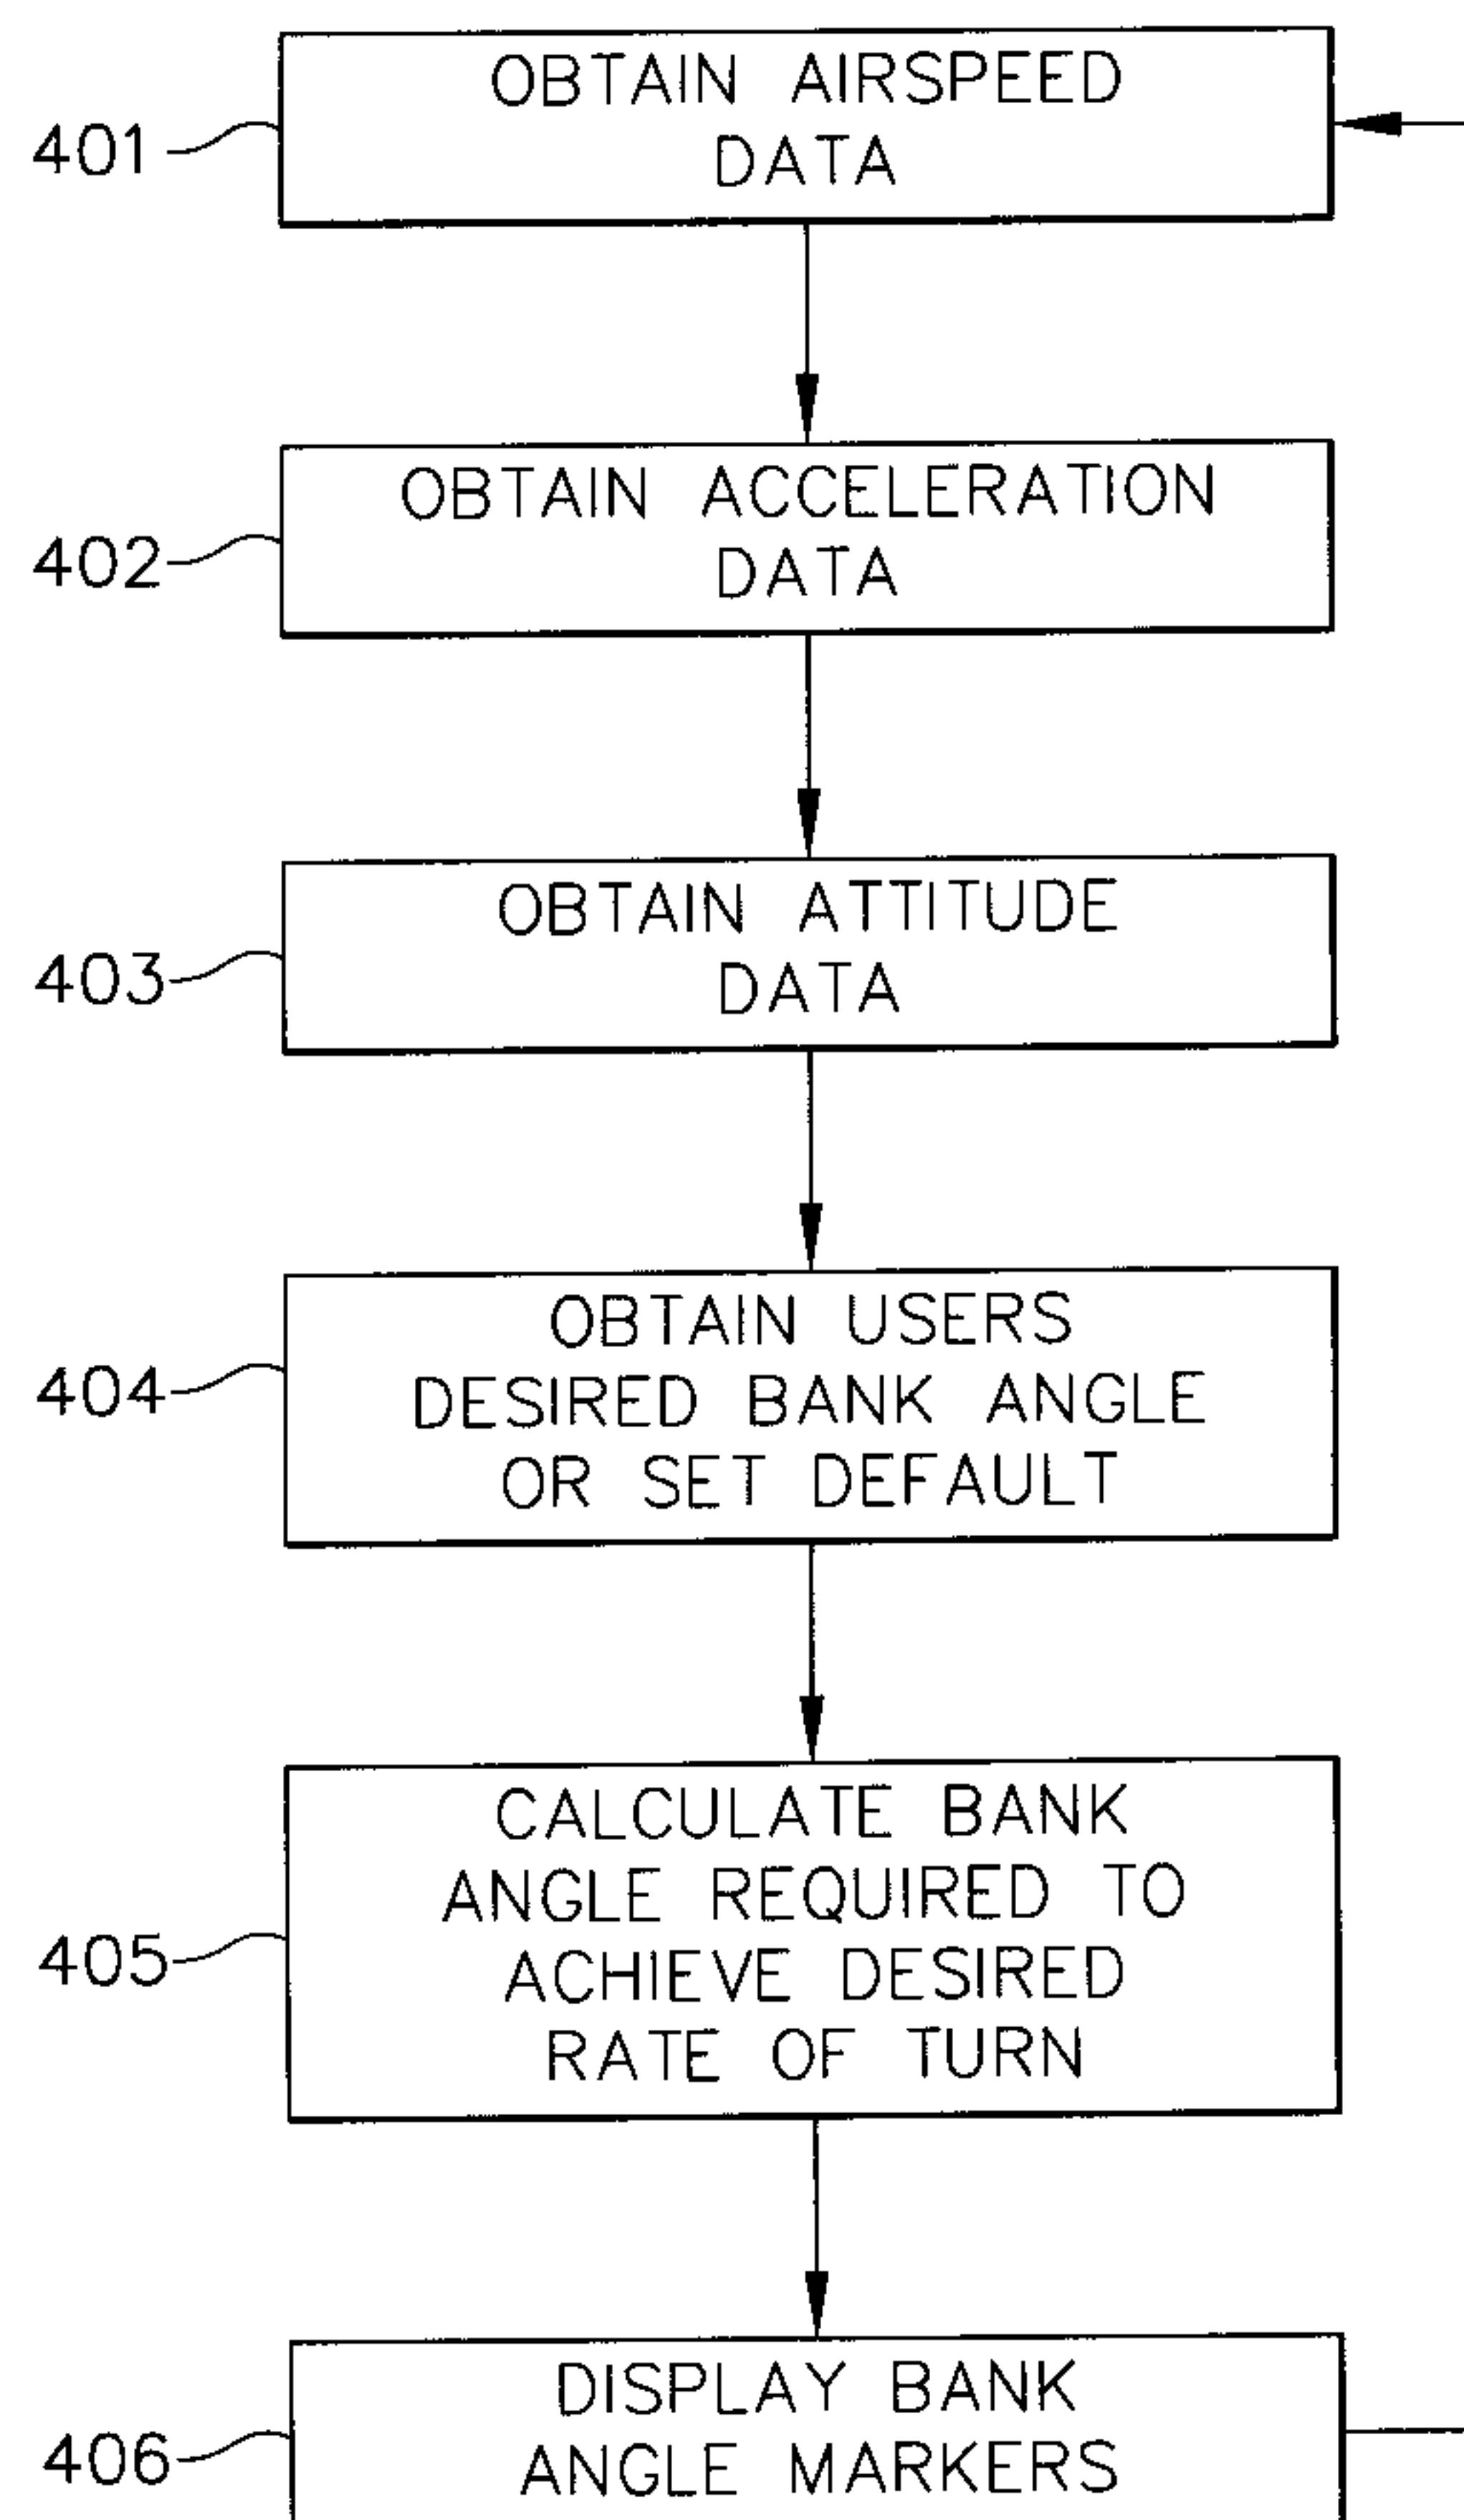 OBTAIN AIRSPEED
DATA
401
OBTAIN ACCELERATION
DATA
402
OBTAIN ATTITUDE
DATA
403
OBTAIN USERS
DESIRED BANK ANGLE
OR SET DEFAULT
404
CALCULATE BANK
ANGLE REQUIRED TO
ACHIEVE DESIRED
RATE OF TURN
405
DISPLAY BANK
ANGLE MARKERS
406